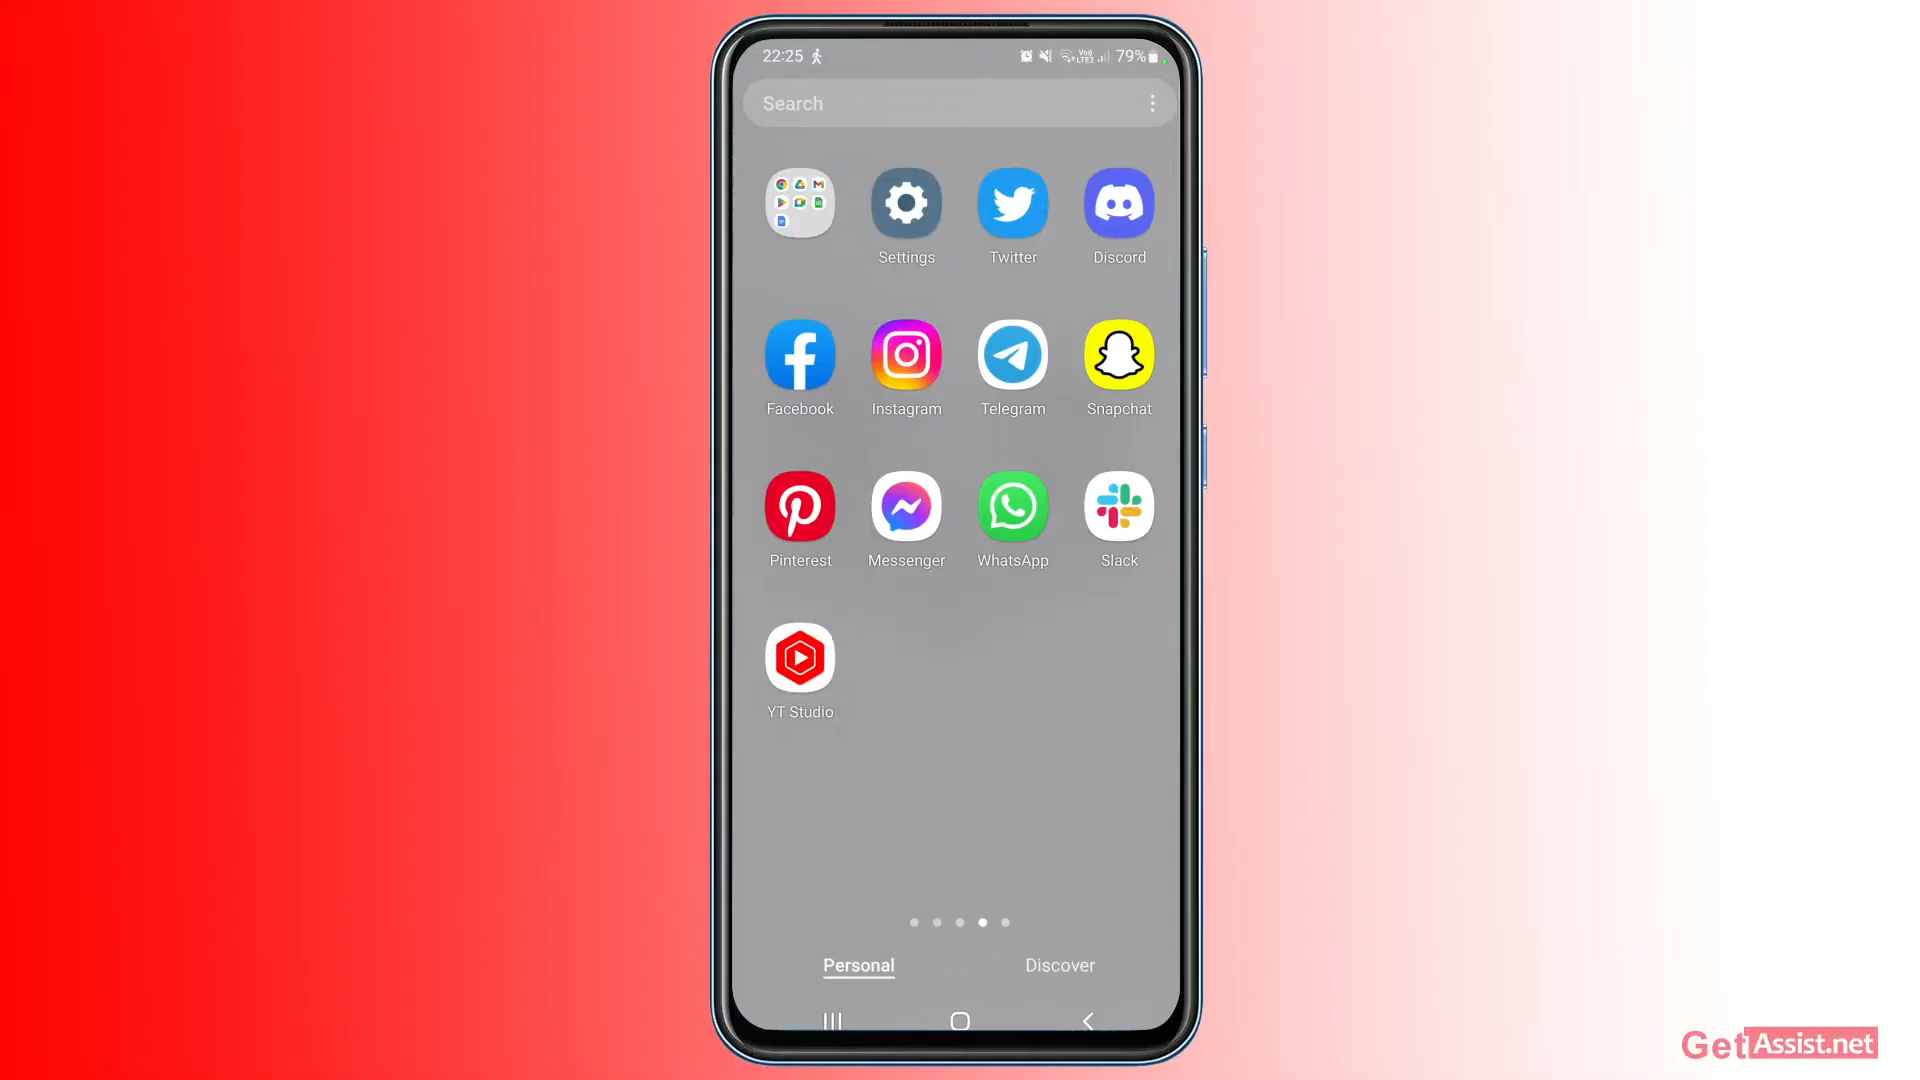 22:25 79%
Search
Settings Twitter Discord
Facebook Instagram Telegram Snapchat
Pinterest Messenger WhatsApp Slack
YT Studio
Personal Discover
GetAssist.net